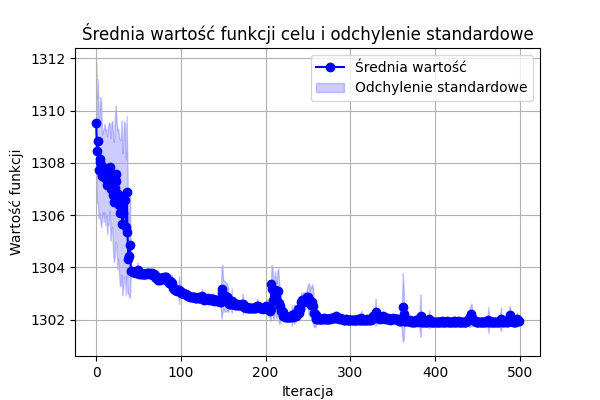 Średnia wartość funkcji celu i odchylenie standardowe
1312
1310
1308
1306
1304
1302
Wartość funkcji
Średnia wartość
Odchylenie standardowe
0
100
200
300
400
500
Iteracja